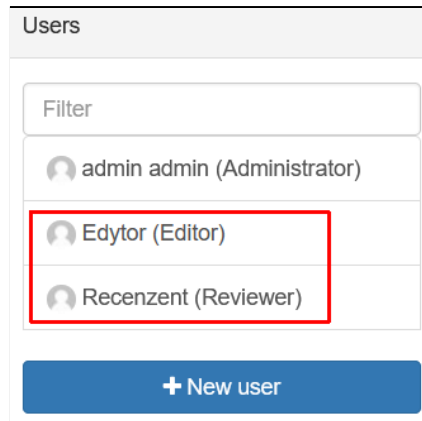 Users
Filter
admin admin (Administrator)
Edytor (Editor)
Recenzent (Reviewer)
+ New user